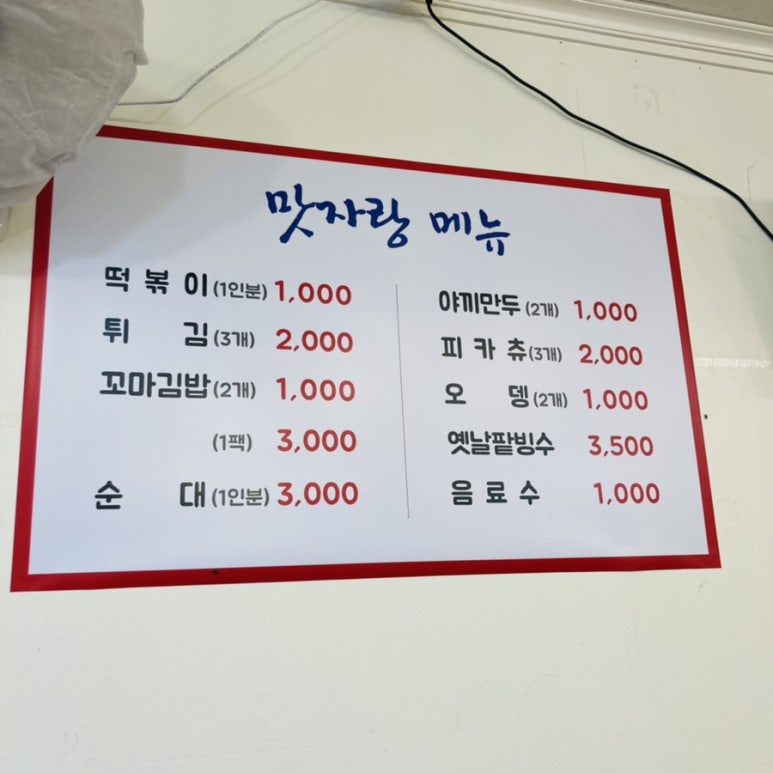 맛자랑 메뉴
떡볶이(1인분) 1,000
튀김(3개) 2,000
꼬마김밥(2개) 1,000
(1팩) 3,000
순대(1인분) 3,000
야끼만두(2개) 1,000
피카츄(3개) 2,000
오뎅(2개) 1,000
옛날팥빙수 3,500
음료수 1,000